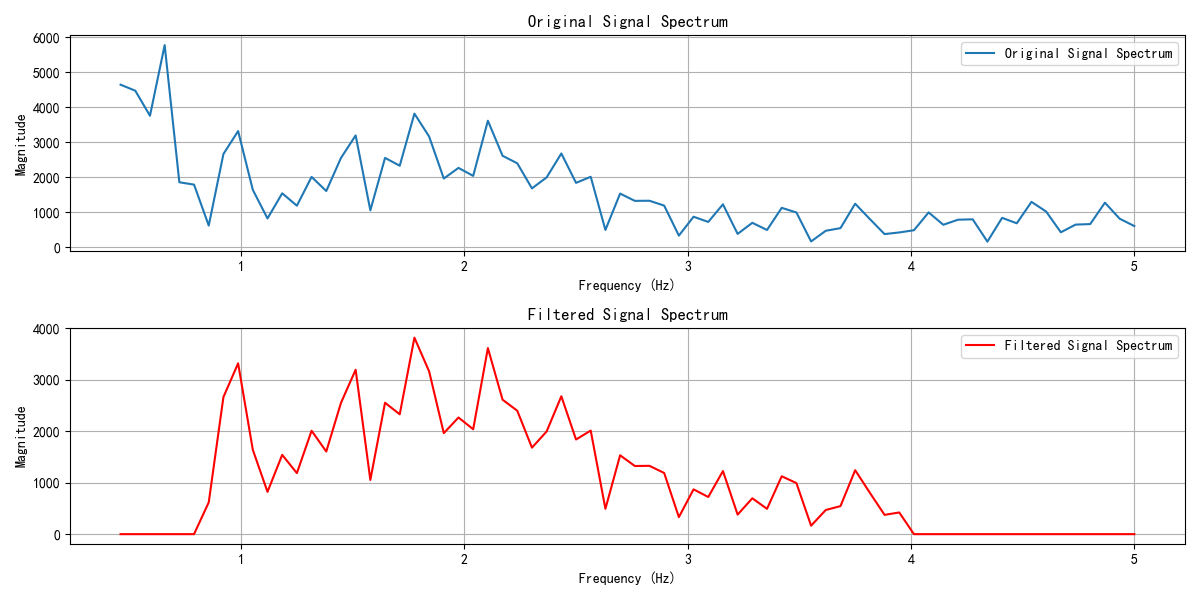 Original Signal Spectrum
6000
5000
4000
3000
2000
1000
0
Magnitude
Original Signal Spectrum
1 2 3 4 5
Frequency (Hz)
Filtered Signal Spectrum
4000
3000
2000
1000
0
Magnitude
Filtered Signal Spectrum
1 2 3 4 5
Frequency (Hz)